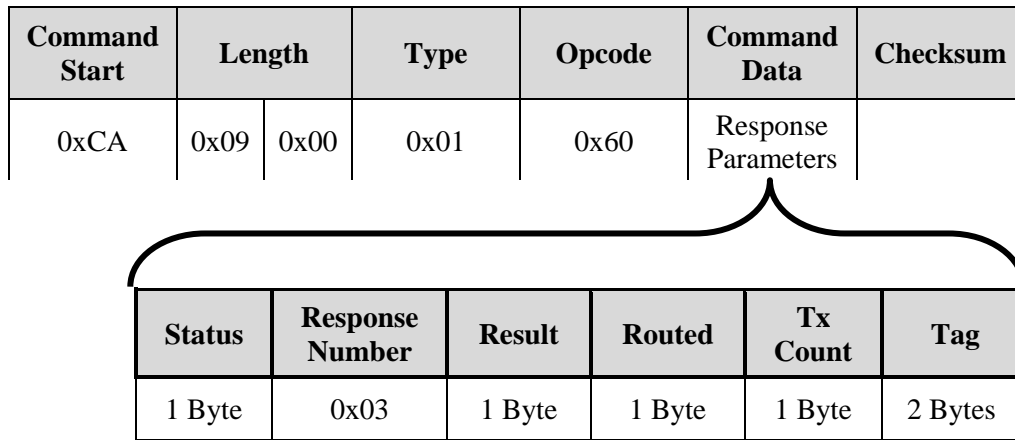 Command Start Length Type Opcode Command Data Checksum
0xCA 0x09 0x00 0x01 0x60 Response Parameters
Status Response Number Result Routed Tx Count Tag
1 Byte 0x03 1 Byte 1 Byte 1 Byte 2 Bytes